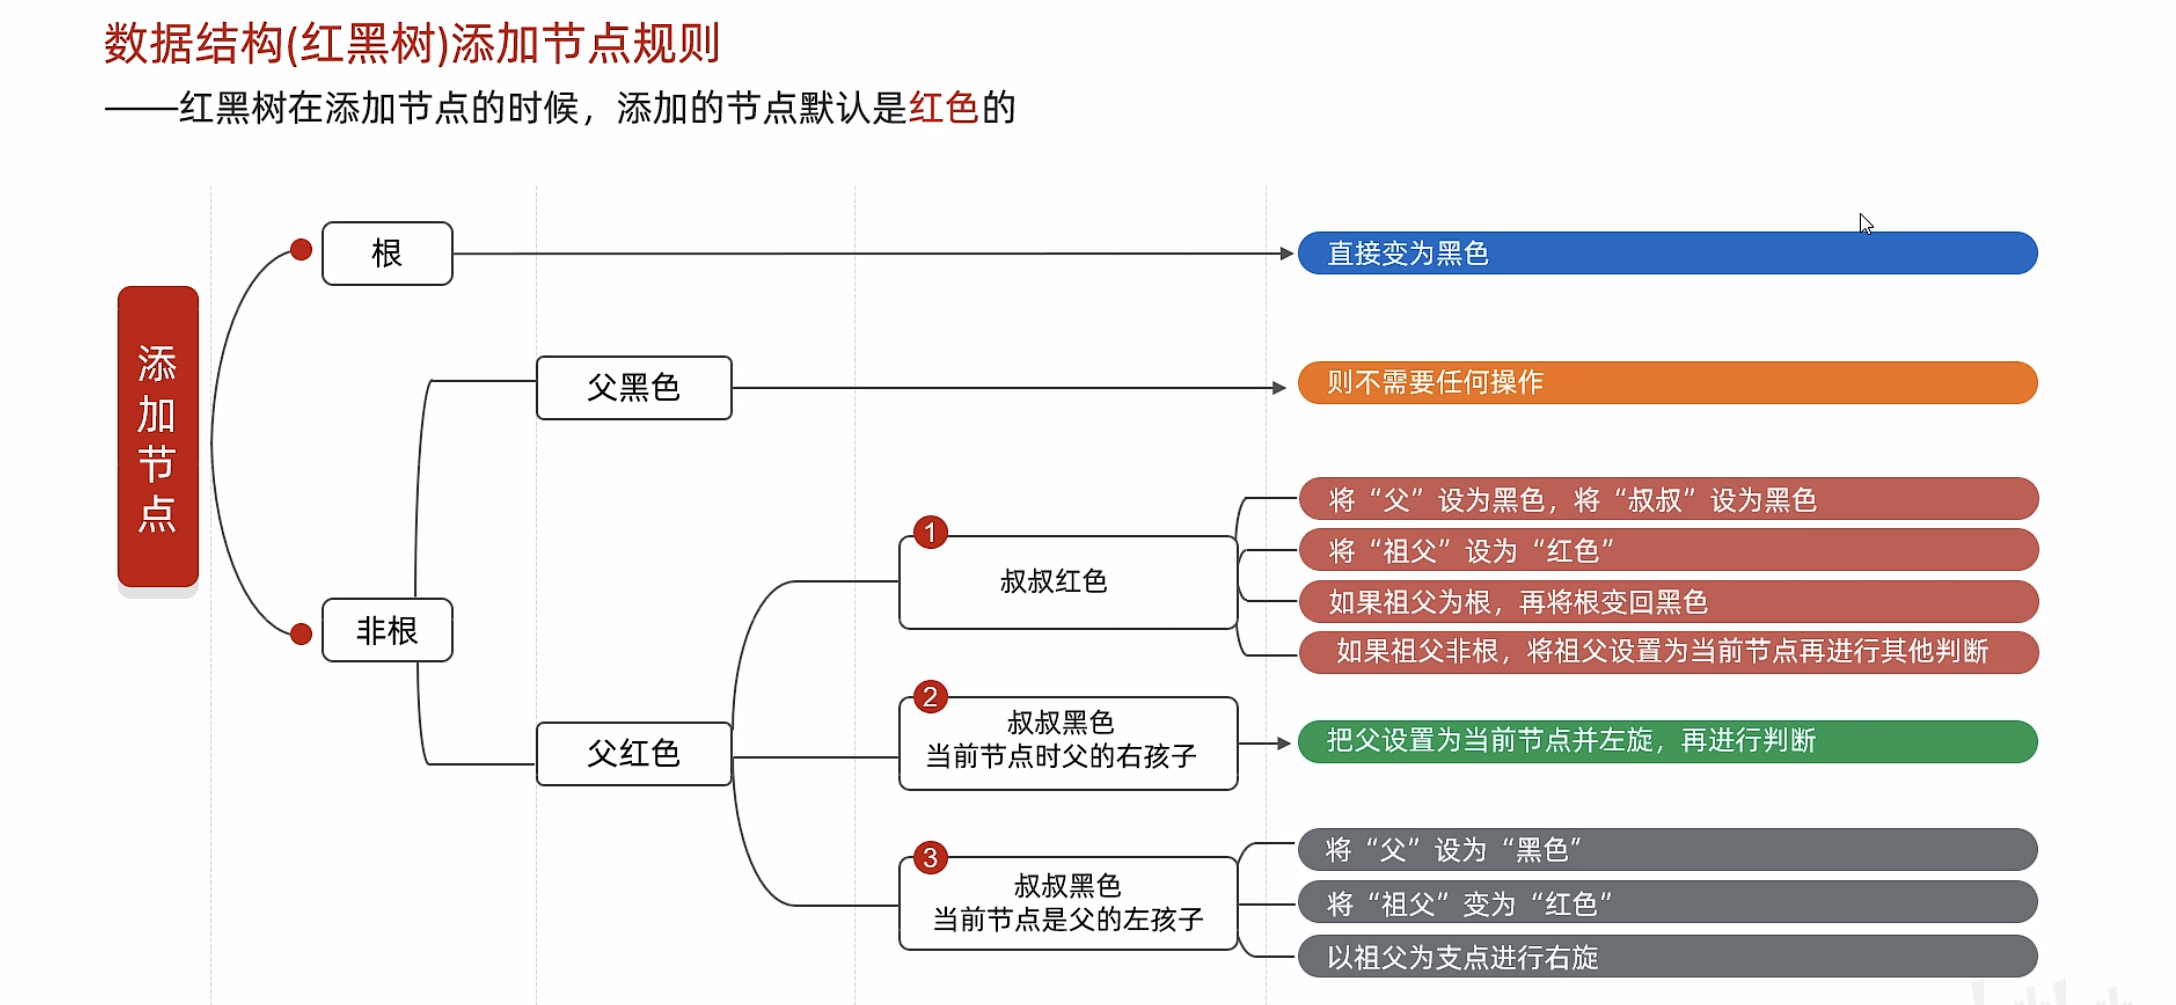 数据结构(红黑树)添加节点规则
——红黑树在添加节点的时候，添加的节点默认是红色的
添加节点
根
直接变为黑色
父黑色
则不需要任何操作
非根
父红色
1
叔叔红色
将“父”设为黑色，将“叔叔”设为黑色
将“祖父”设为“红色”
如果祖父为根，再将根变回黑色
如果祖父非根，将祖父设置为当前节点再进行其他判断
2
叔叔黑色
当前节点时父的右孩子
把父设置为当前节点并左旋，再进行判断
3
叔叔黑色
当前节点是父的左孩子
将“父”设为“黑色”
将“祖父”变为“红色”
以祖父为支点进行右旋